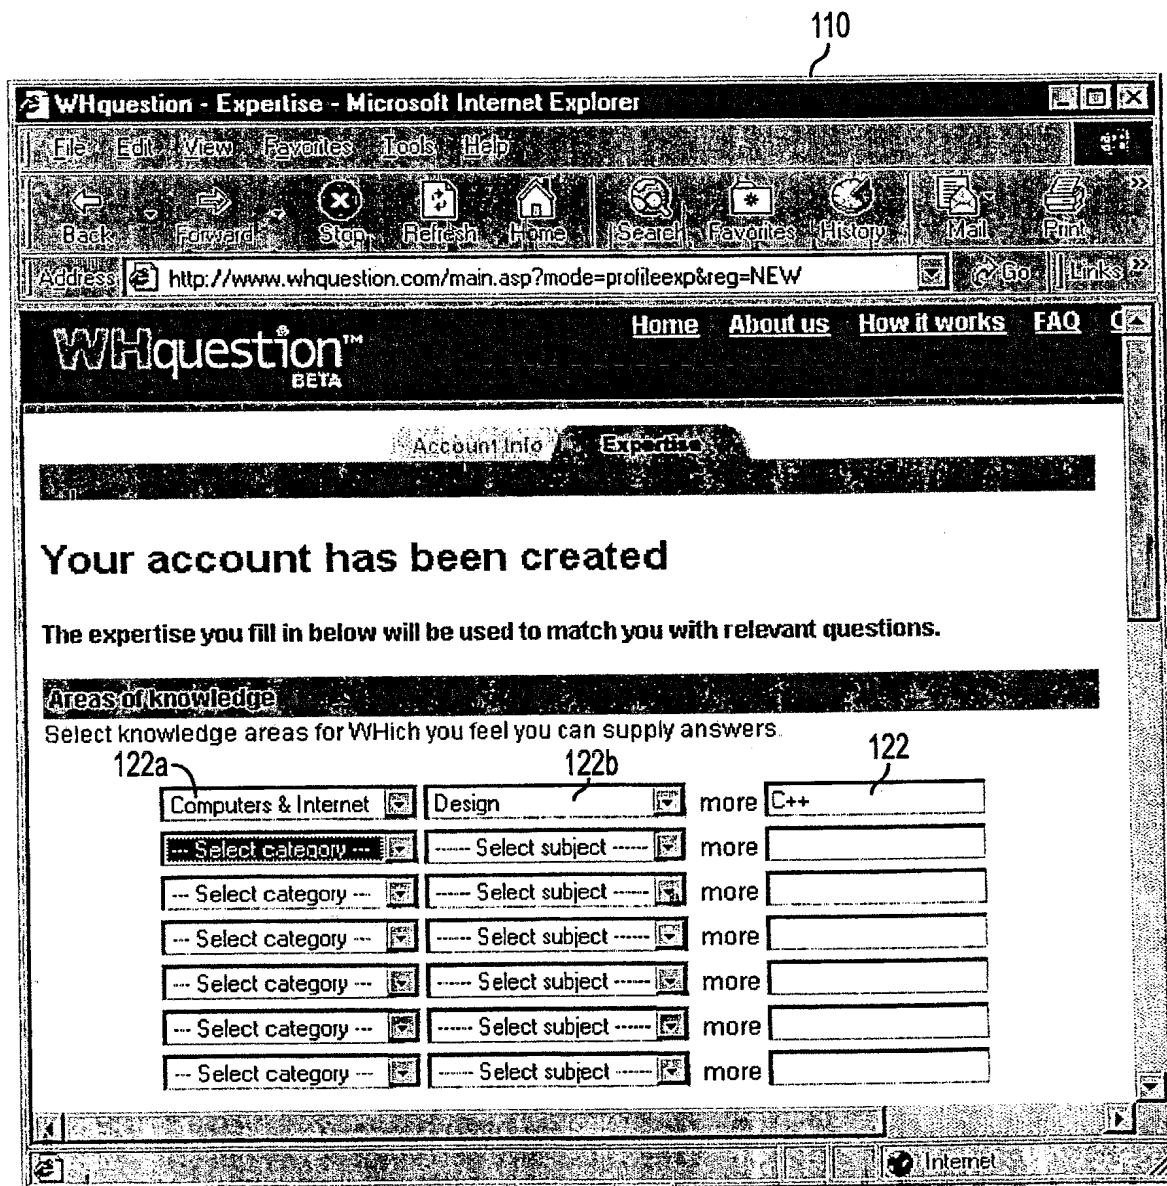 110
WHquestion - Expertise - Microsoft Internet Explorer
File Edit View Favorites Tools Help
Back Forward Stop Refresh Home Search Favorites History Mail Print
Address http://www.whquestion.com/main.asp?mode=profileexp&reg=NEW Go Links
WHquestion™ Home About us How it works FAQ
BETA
Account Info Expertise
Your account has been created
The expertise you fill in below will be used to match you with relevant questions.
Areas of knowledge
Select knowledge areas for WHich you feel you can supply answers.
122a 122b 122
Computers & Internet Design more C++
--- Select category --- ------ Select subject ------ more
--- Select category --- ------ Select subject ------ more
--- Select category --- ------ Select subject ------ more
--- Select category --- ------ Select subject ------ more
--- Select category --- ------ Select subject ------ more
--- Select category --- ------ Select subject ------ more
Internet